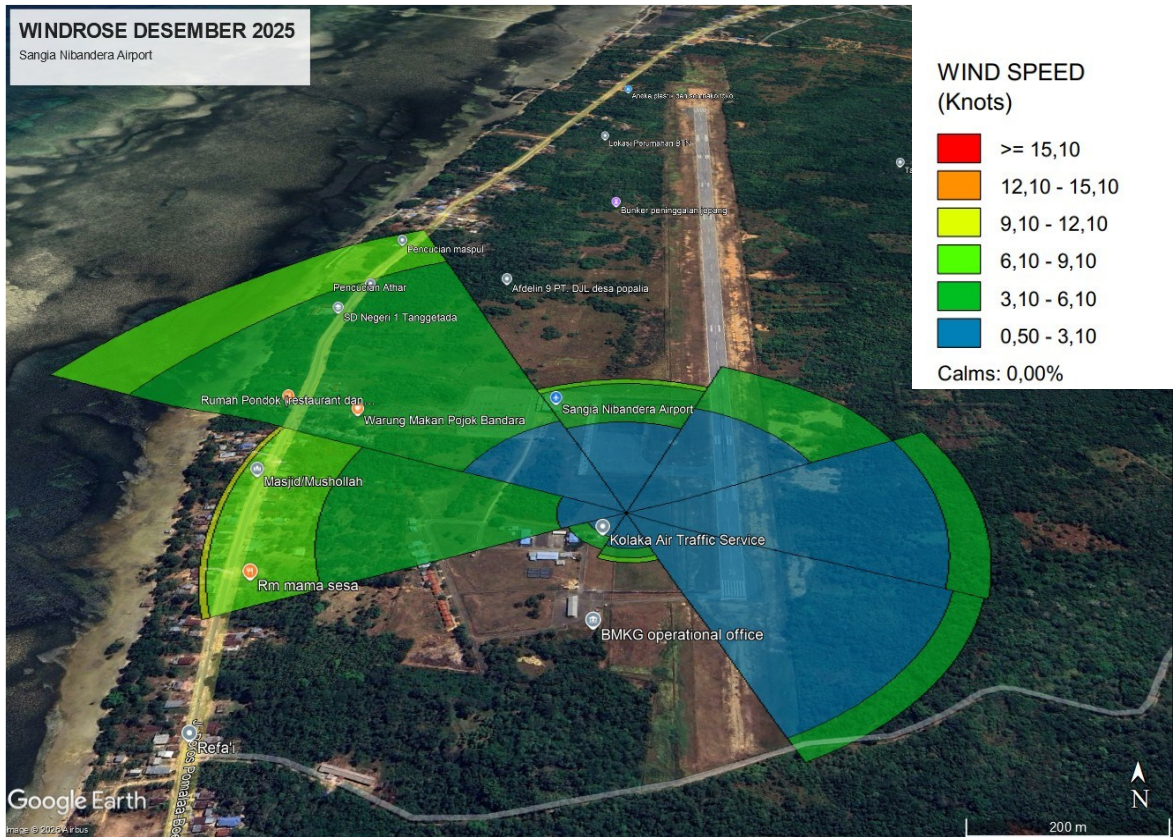 WINDROSE DESEMBER 2025
Sangia Nibandera Airport
WIND SPEED
(Knots)
>= 15,10
12,10 - 15,10
9,10 - 12,10
6,10 - 9,10
3,10 - 6,10
0,50 - 3,10
Calms: 0,00%
Lokasi Perumahan BTN
Bunker peninggalan jepang
Pencucian maspul
Afdelin 9 PT. DJL desa popalia
Pencucian Athar
SD Negeri 1 Tanggetada
Rumah Pondok (restaurant dan ...
Warung Makan Pojok Bandara
Sangia Nibandera Airport
Masjid/Mushollah
Kolaka Air Traffic Service
Rm mama sesa
BMKG operational office
Refa'i
Google Earth
200 m
N